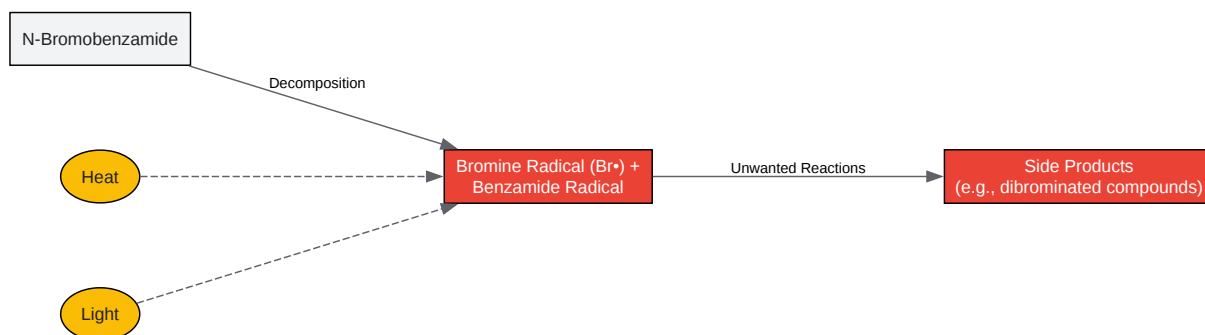 N-Bromobenzamide
Decomposition
Heat
Bromine Radical (Br•) +
Benzamide Radical
Unwanted Reactions
Side Products
(e.g., dibrominated compounds)
Light